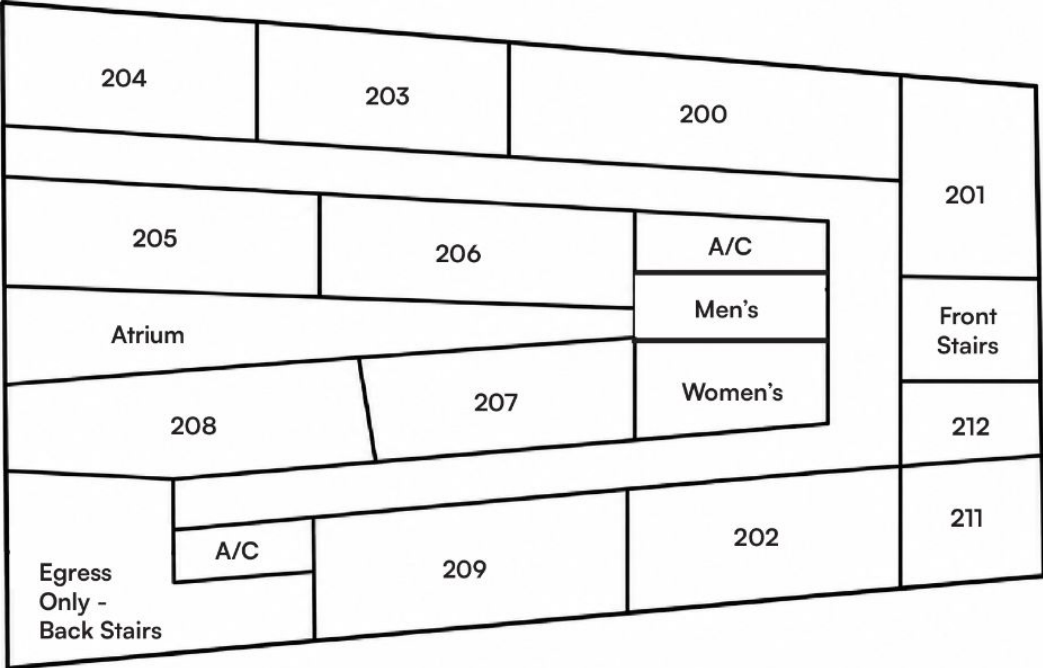 204
203
200
201
205
206
A/C
Men's
Front
Stairs
Atrium
Women's
208
207
212
A/C
209
202
211
Egress
Only -
Back Stairs